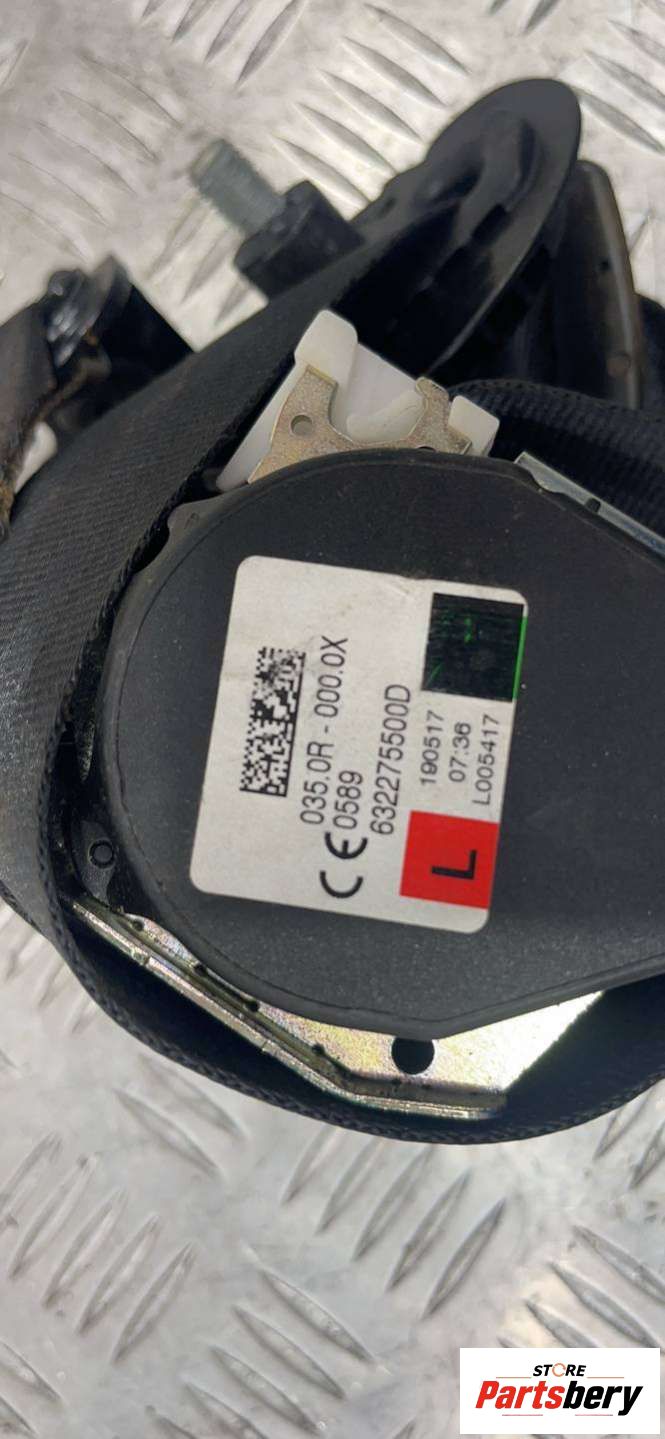 035.0R - 000.0X
CE 0589
632275500D
190517
07:36
L005417
L
STORE
Partsbery